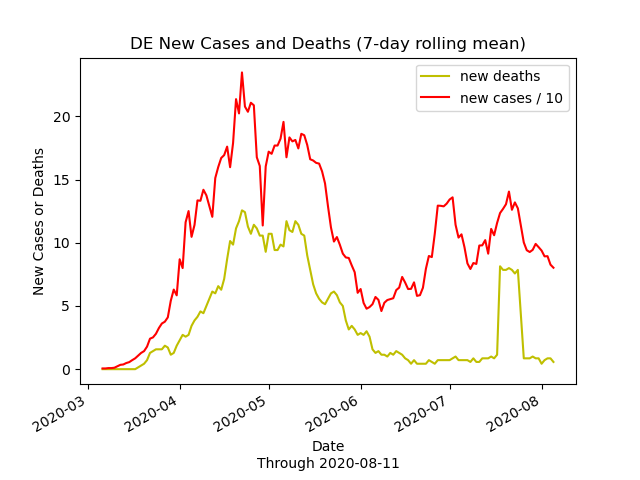 DE New Cases and Deaths (7-day rolling mean)
new deaths
new cases / 10
New Cases or Deaths
20
15
10
5
0
2020-03
2020-04
2020-05
2020-06
2020-07
2020-08
Date
Through 2020-08-11